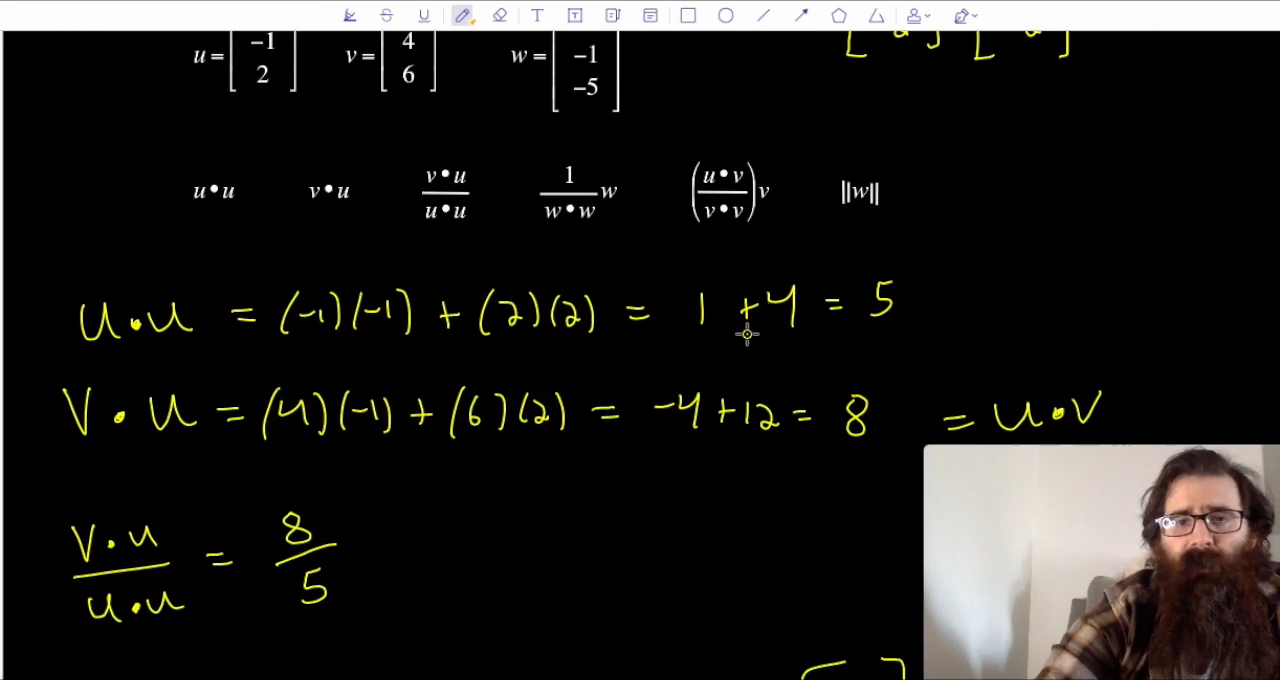 u = [ −1 2 ] v = [ 4 6 ] w = [ −1 −5 ]
u•u v•u v•u/u•u 1/w•w w (u•v/v•v)v ||w||
u•u = (-1)(-1) + (2)(2) = 1 + 4 = 5
v•u = (4)(-1) + (6)(2) = -4+12 = 8 = u•v
v•u/u•u = 8/5